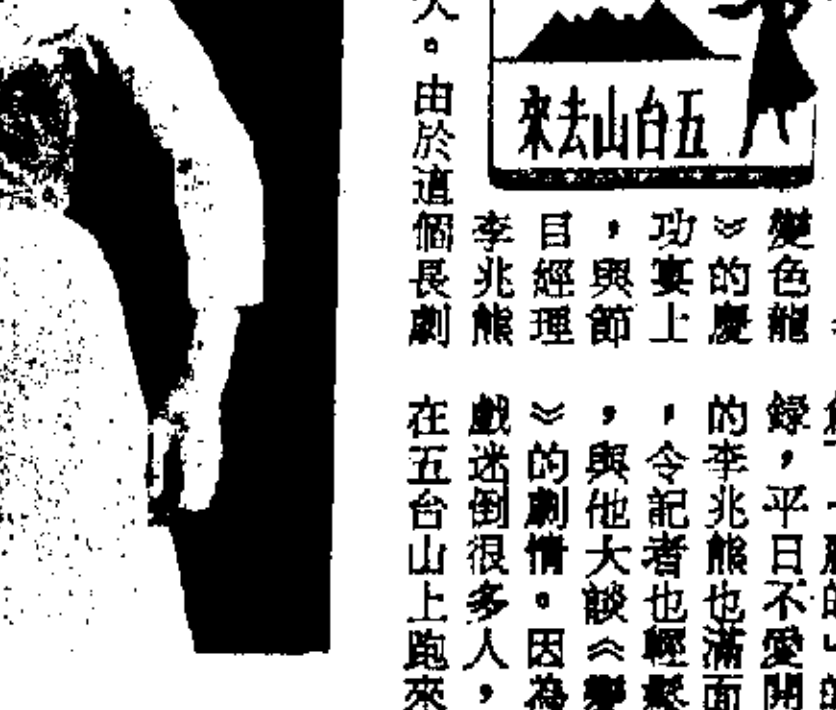 五台山去來
變色龍
》的慶
功宴上
，與節
目經理
李兆熊
。由於這個長劇
錄，平日不愛開
的李兆熊也滿面
，令記者也輕鬆
，與他大談《變
》的劇情。因為
戲迷倒很多人，
在五台山上跑來